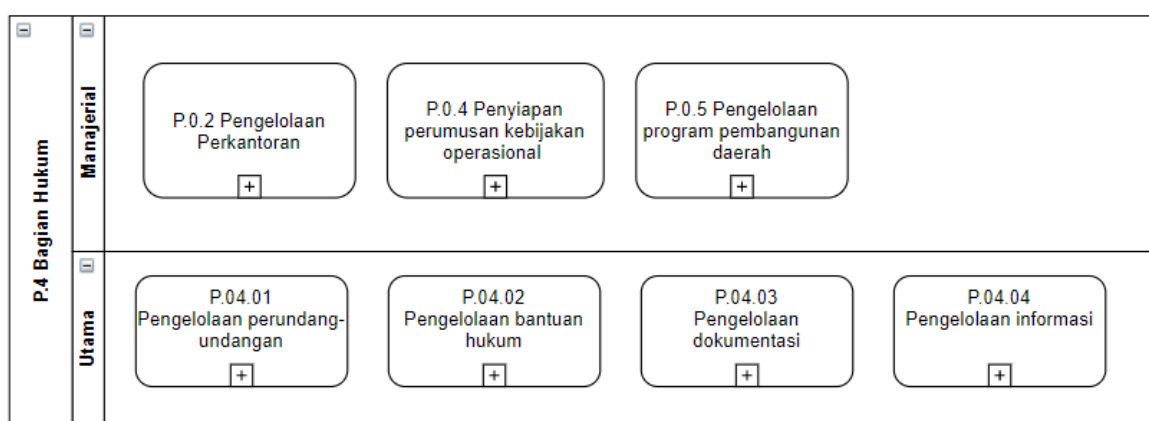 P.4 Bagian Hukum
Manajerial
P.0.2 Pengelolaan
Perkantoran
P.0.4 Penyiapan
perumusan kebijakan
operasional
P.0.5 Pengelolaan
program pembangunan
daerah
Utama
P.04.01
Pengelolaan perundang-
undangan
P.04.02
Pengelolaan bantuan
hukum
P.04.03
Pengelolaan
dokumentasi
P.04.04
Pengelolaan informasi